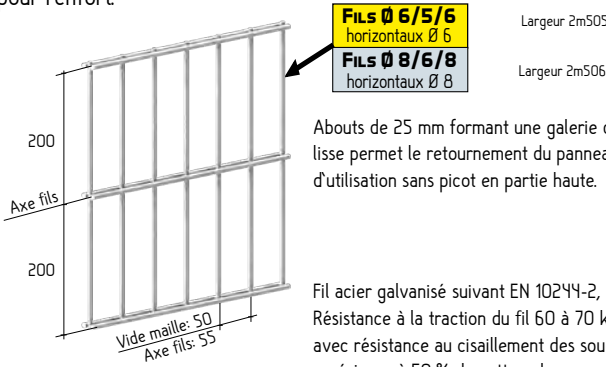 pour renfort.
FILS Ø 6/5/6
horizontaux Ø 6
FILS Ø 8/6/8
horizontaux Ø 8
Largeur 2m505
Largeur 2m506
200
Axe fils
200
Vide maille: 50
Axe fils: 55
Abouts de 25 mm formant une galerie
lisse permet le retournement du panneau
d'utilisation sans picot en partie haute.
Fil acier galvanisé suivant EN 10244-2,
Résistance à la traction du fil 60 à 70
avec résistance au cisaillement des